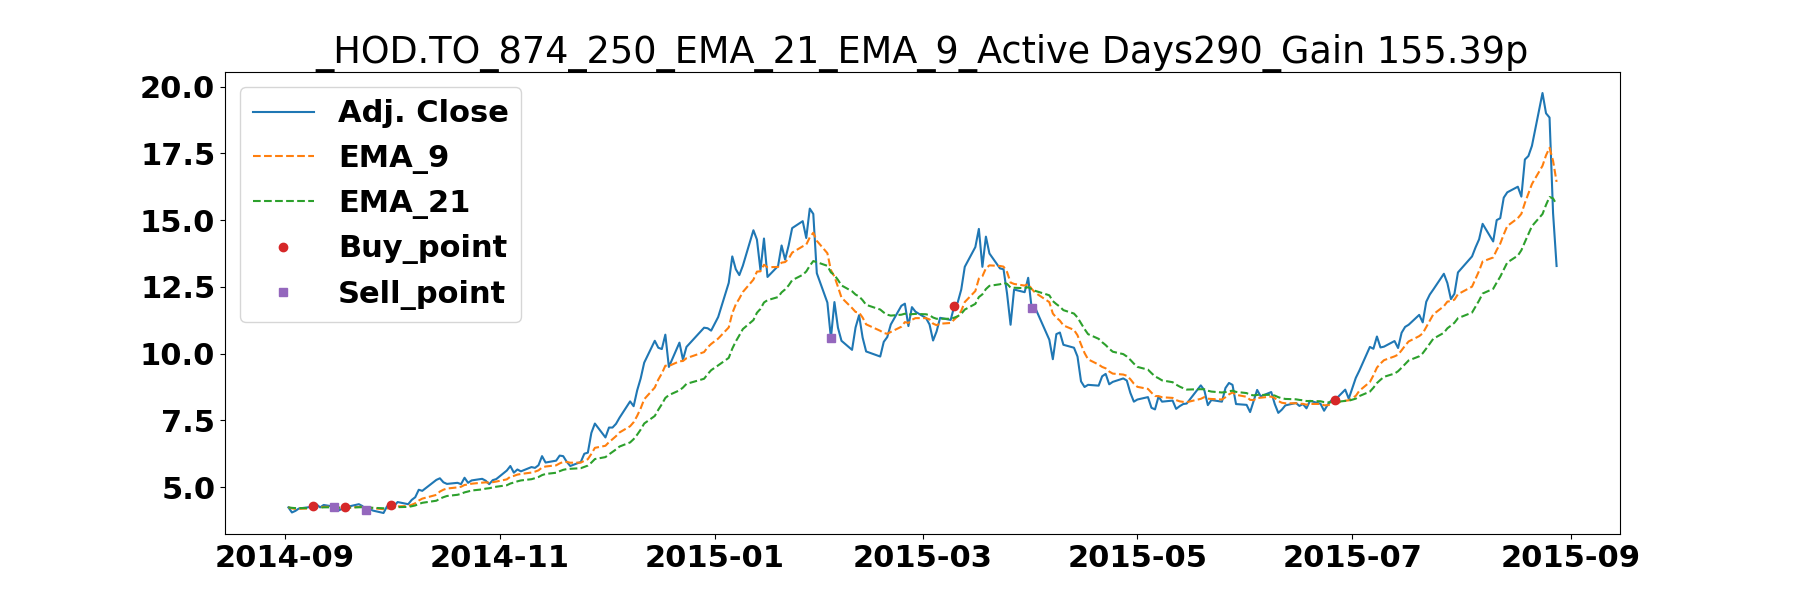 _HOD.TO_874_250_EMA_21_EMA_9_Active Days290_Gain 155.39p
20.0
17.5
15.0
12.5
10.0
7.5
5.0
Adj. Close
EMA_9
EMA_21
Buy_point
Sell_point
2014-09 2014-11 2015-01 2015-03 2015-05 2015-07 2015-09